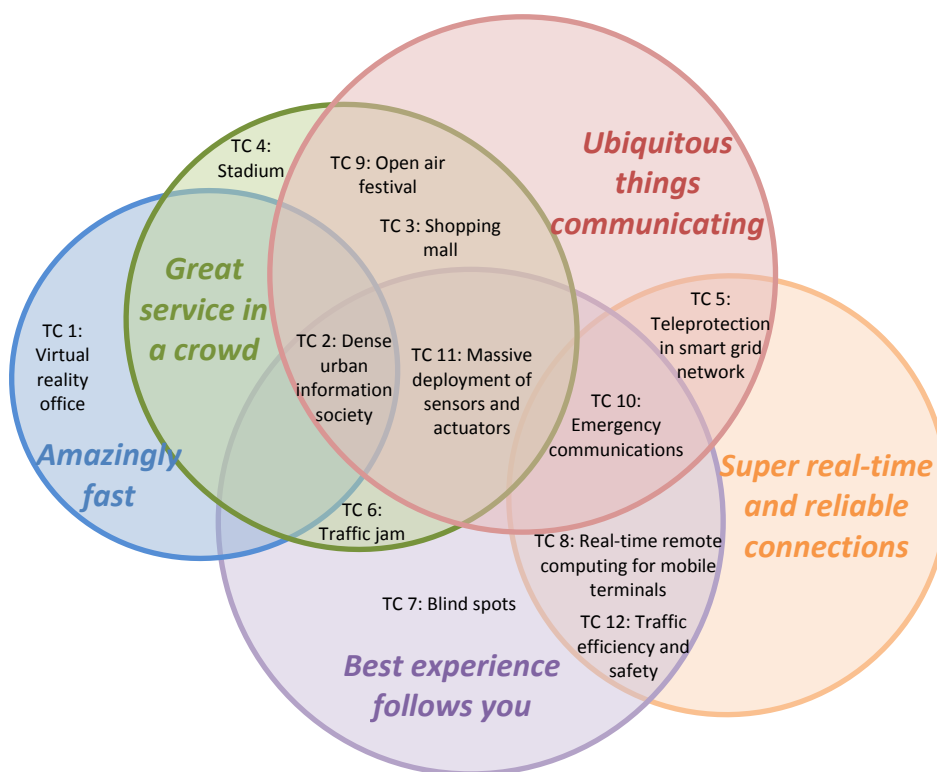 TC 4:
Stadium
TC 9: Open air
festival
TC 3: Shopping
mall
Ubiquitous
things
communicating
Great
service in
a crowd
TC 1:
Virtual
reality
office
TC 2: Dense
urban
information
society
TC 11: Massive
deployment of
sensors and
actuators
TC 5:
Teleprotection
in smart grid
network
TC 10:
Emergency
communications
Amazingly
fast
Super real-time
and reliable
connections
TC 6:
Traffic jam
TC 8: Real-time remote
computing for mobile
terminals
TC 7: Blind spots
TC 12: Traffic
efficiency and
safety
Best experience
follows you